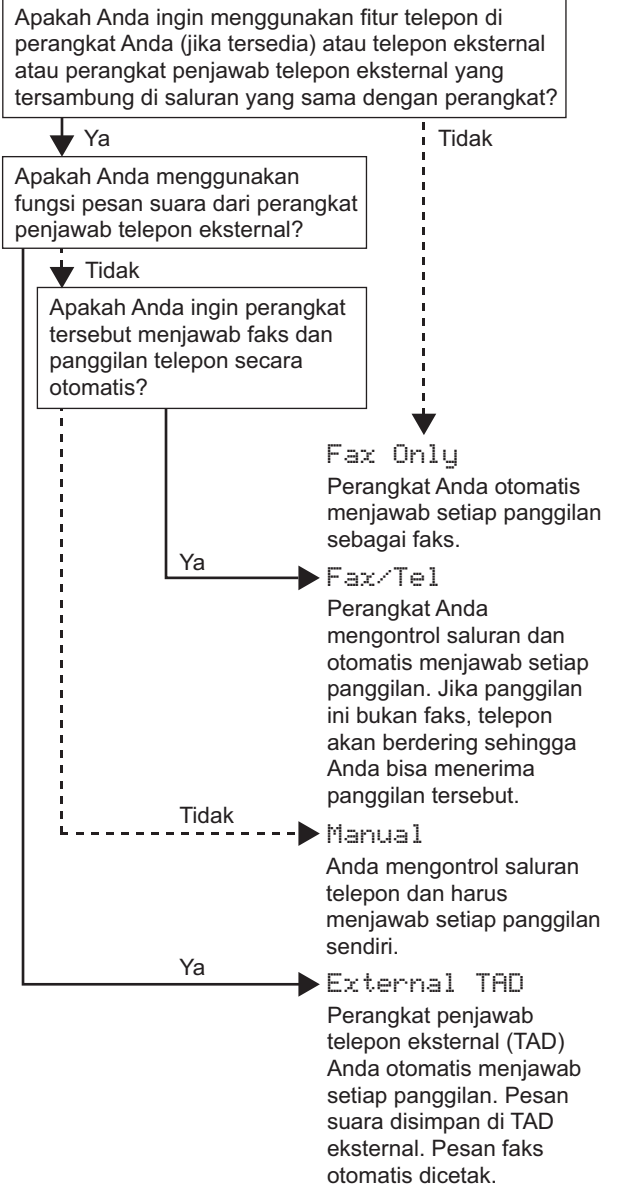 Apakah Anda ingin menggunakan fitur telepon di
perangkat Anda (jika tersedia) atau telepon eksternal
atau perangkat penjawab telepon eksternal yang
tersambung di saluran yang sama dengan perangkat?
Ya
Tidak
Apakah Anda menggunakan
fungsi pesan suara dari perangkat
penjawab telepon eksternal?
Tidak
Apakah Anda ingin perangkat
tersebut menjawab faks dan
panggilan telepon secara
otomatis?
Fax Only
Perangkat Anda otomatis
menjawab setiap panggilan
sebagai faks.
Ya
Fax/Tel
Perangkat Anda
mengontrol saluran dan
otomatis menjawab setiap
panggilan. Jika panggilan
ini bukan faks, telepon
akan berdering sehingga
Anda bisa menerima
panggilan tersebut.
Tidak
Manual
Anda mengontrol saluran
telepon dan harus
menjawab setiap panggilan
sendiri.
Ya
External TAD
Perangkat penjawab
telepon eksternal (TAD)
Anda otomatis menjawab
setiap panggilan. Pesan
suara disimpan di TAD
eksternal. Pesan faks
otomatis dicetak.